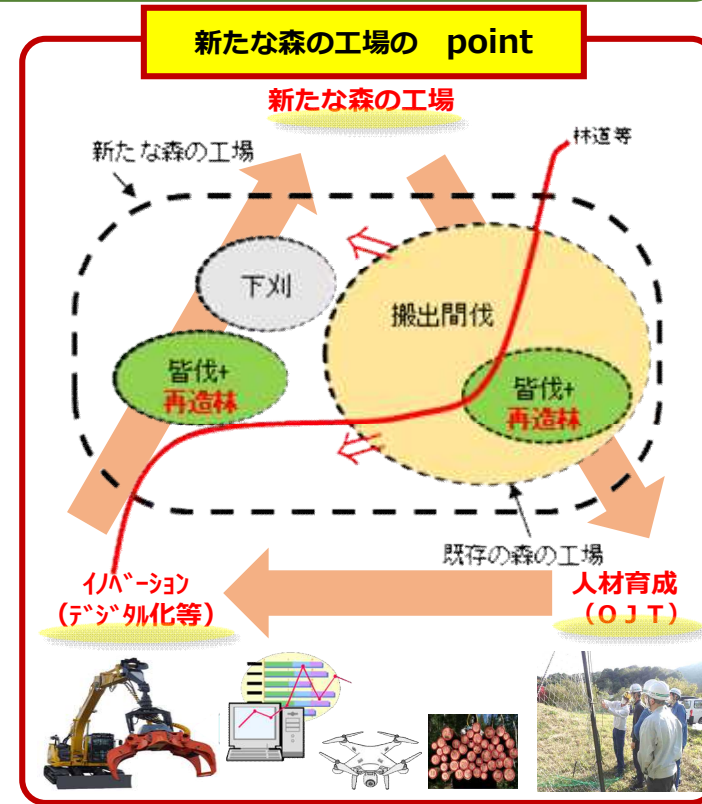 新たな森の工場の point
新たな森の工場
林道等
新たな森の工場
下刈
搬出間伐
皆伐+
再造林
皆伐+
再造林
既存の森の工場
ｲﾉﾍﾞｰｼｮﾝ
（ﾃﾞｼﾞﾀﾙ化等）
人材育成
（ＯＪＴ）